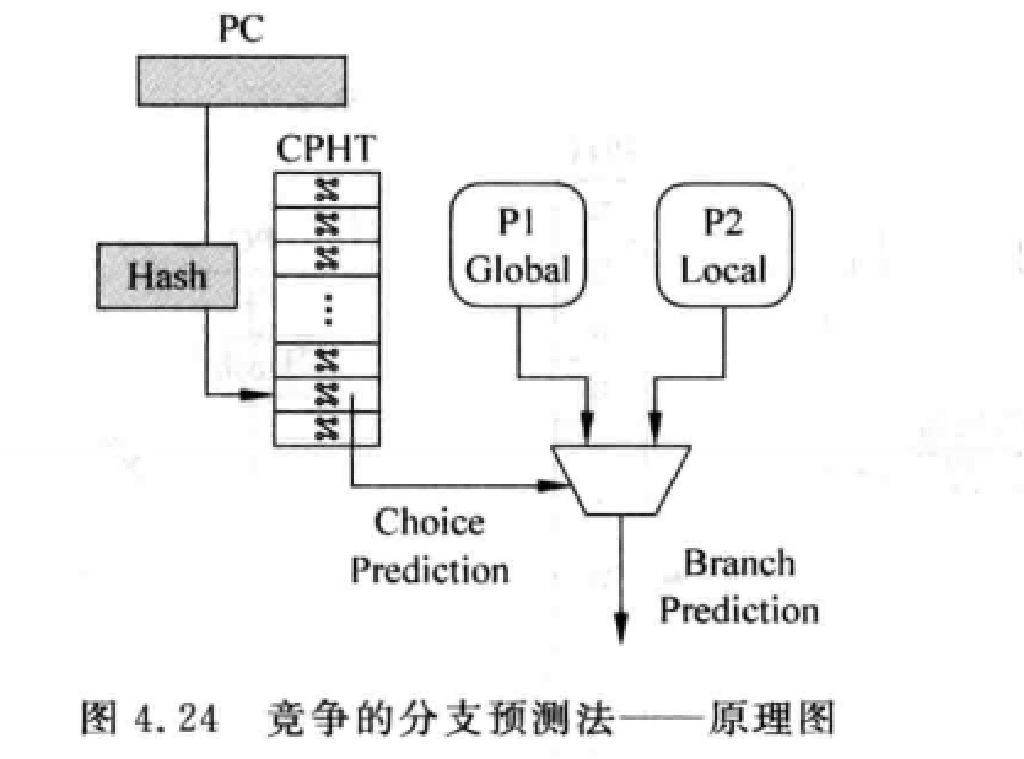 PC
CPHT
Hash
P1
Global
P2
Local
Choice
Prediction
Branch
Prediction
图 4.24 竞争的分支预测法——原理图